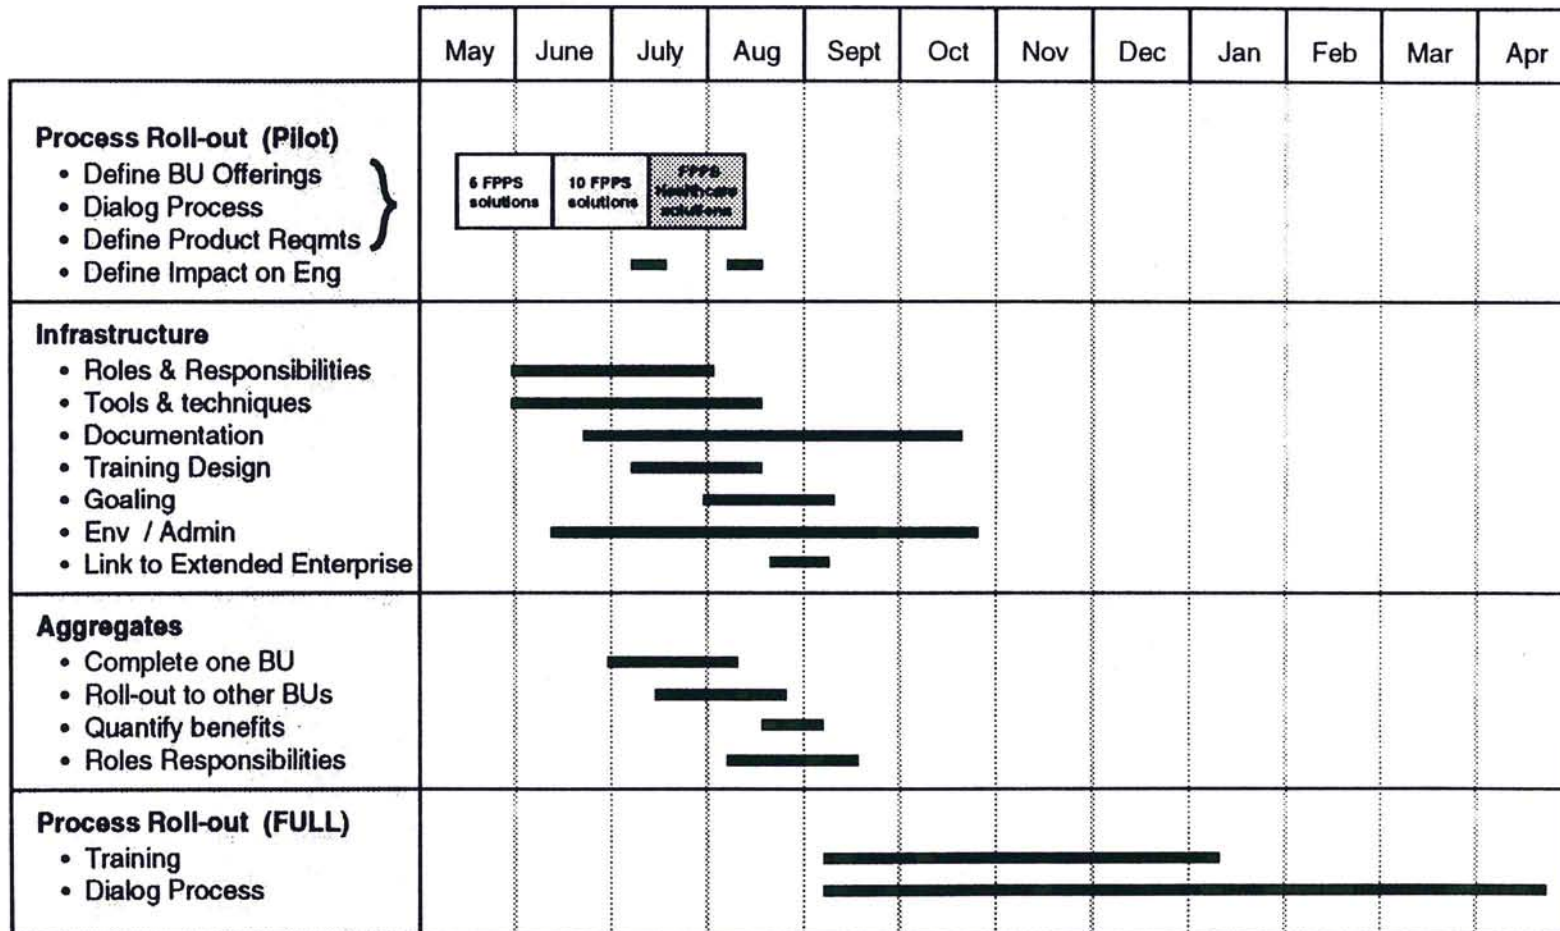 May June July Aug Sept Oct Nov Dec Jan Feb Mar Apr
Process Roll-out (Pilot)
• Define BU Offerings
• Dialog Process
• Define Product Reqmts
• Define Impact on Eng
6 FPPS
solutions
10 FPPS
solutions
FPPS
Healthcare
solutions
Infrastructure
• Roles & Responsibilities
• Tools & techniques
• Documentation
• Training Design
• Goaling
• Env / Admin
• Link to Extended Enterprise
Aggregates
• Complete one BU
• Roll-out to other BUs
• Quantify benefits
• Roles Responsibilities
Process Roll-out (FULL)
• Training
• Dialog Process